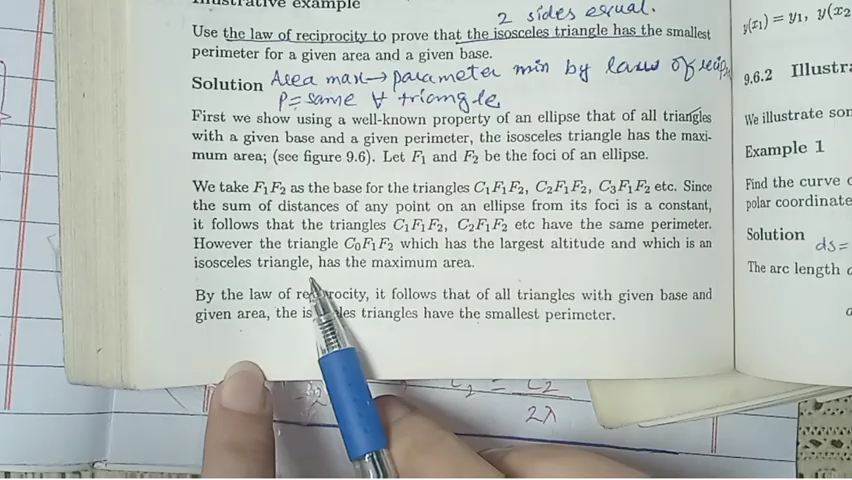 Illustrative example
2 sides equal.
Use the law of reciprocity to prove that the isosceles triangle has the smallest
perimeter for a given area and a given base.
Solution Area max → parameter min by laws of recip
P = same ∀ triangle
First we show using a well-known property of an ellipse that of all triangles
with a given base and a given perimeter, the isosceles triangle has the maxi-
mum area; (see figure 9.6). Let F₁ and F₂ be the foci of an ellipse.
We take F₁F₂ as the base for the triangles C₁F₁F₂, C₂F₁F₂, C₃F₁F₂ etc. Since
the sum of distances of any point on an ellipse from its foci is a constant,
it follows that the triangles C₁F₁F₂, C₂F₁F₂ etc have the same perimeter.
However the triangle C₀F₁F₂ which has the largest altitude and which is an
isosceles triangle, has the maximum area.
By the law of reciprocity, it follows that of all triangles with given base and
given area, the isosceles triangles have the smallest perimeter.
y(x₁) = y₁, y(x₂
9.6.2 Illustra
We illustrate som
Example 1
Find the curve
polar coordinate
Solution
ds =
The arc length
2λ